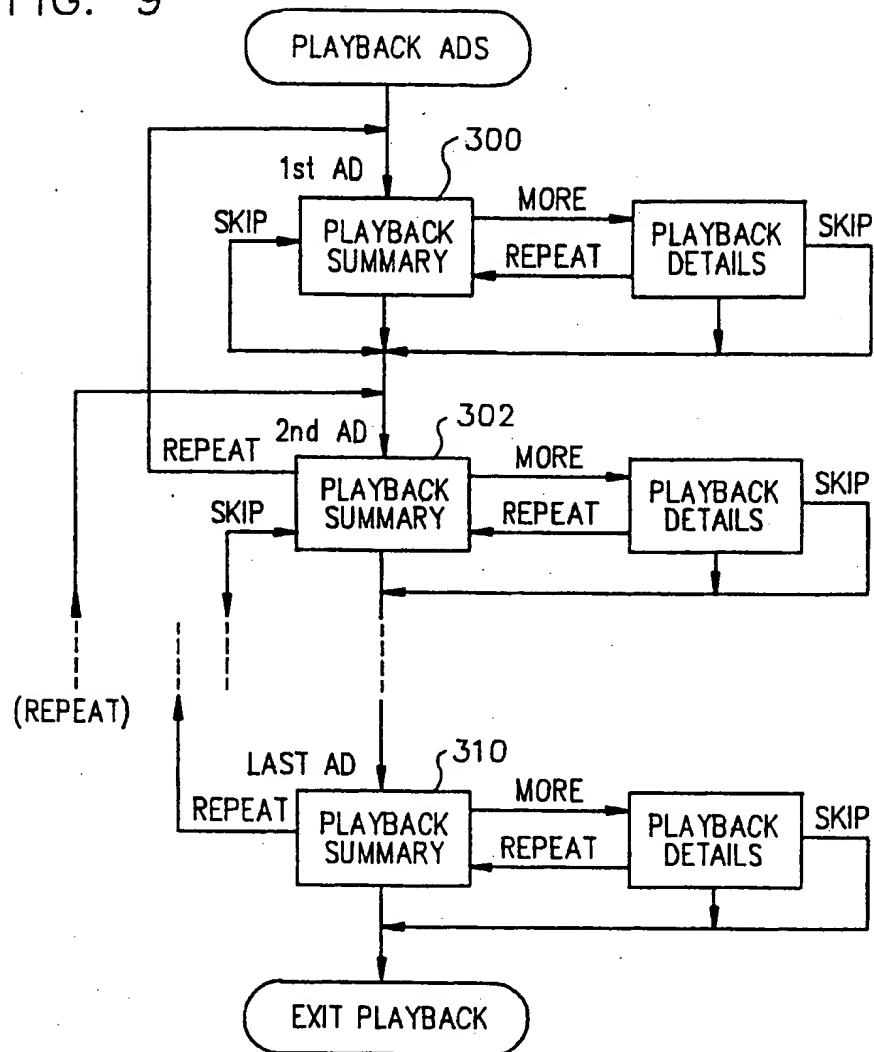 FIG. 9
PLAYBACK ADS
300
1st AD
MORE
SKIP
PLAYBACK
SUMMARY
PLAYBACK
DETAILS
SKIP
REPEAT
302
2nd AD
REPEAT
MORE
PLAYBACK
SUMMARY
PLAYBACK
DETAILS
SKIP
SKIP
REPEAT
(REPEAT)
310
LAST AD
REPEAT
MORE
PLAYBACK
SUMMARY
PLAYBACK
DETAILS
SKIP
REPEAT
EXIT PLAYBACK